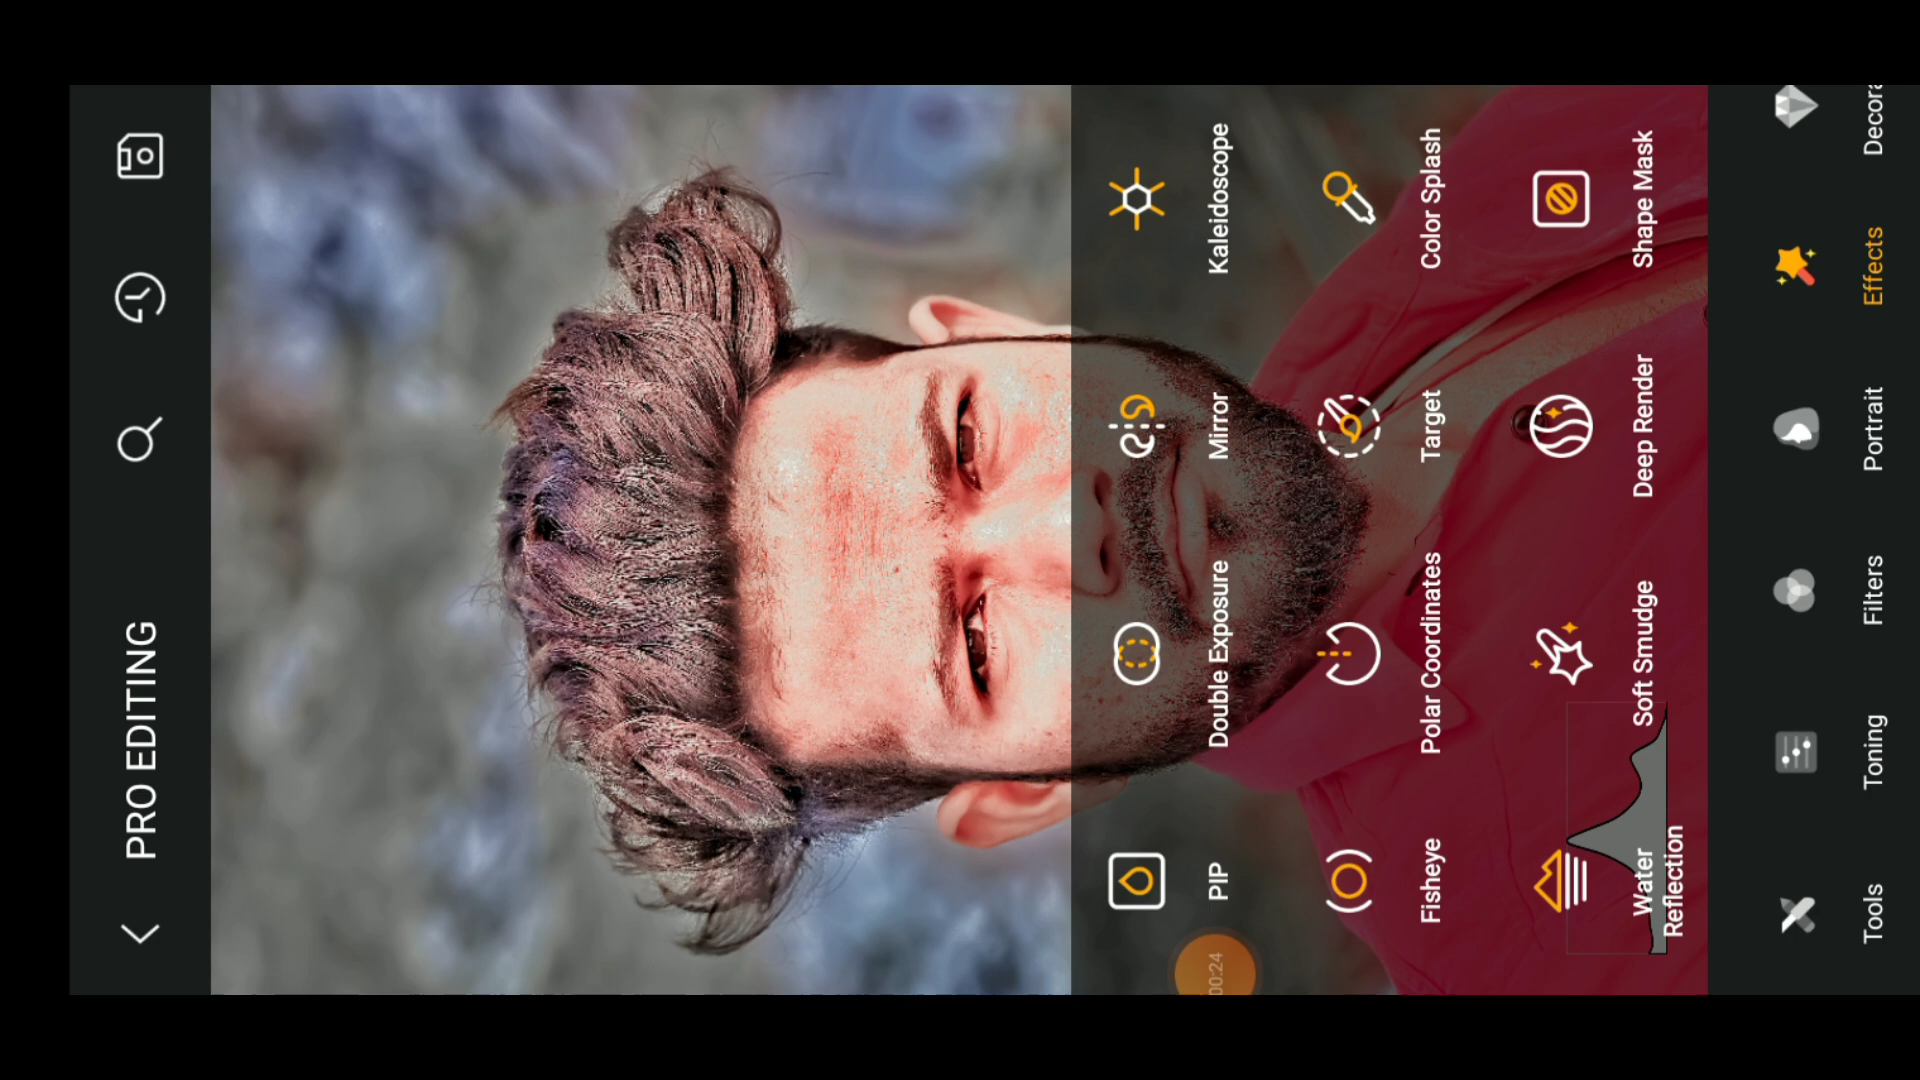 PRO EDITING
PIP
Double Exposure
Mirror
Kaleidoscope
Fisheye
Polar Coordinates
Target
Color Splash
Water
Reflection
Soft Smudge
Deep Render
Shape Mask
00:24
Tools
Toning
Filters
Portrait
Effects
Decora